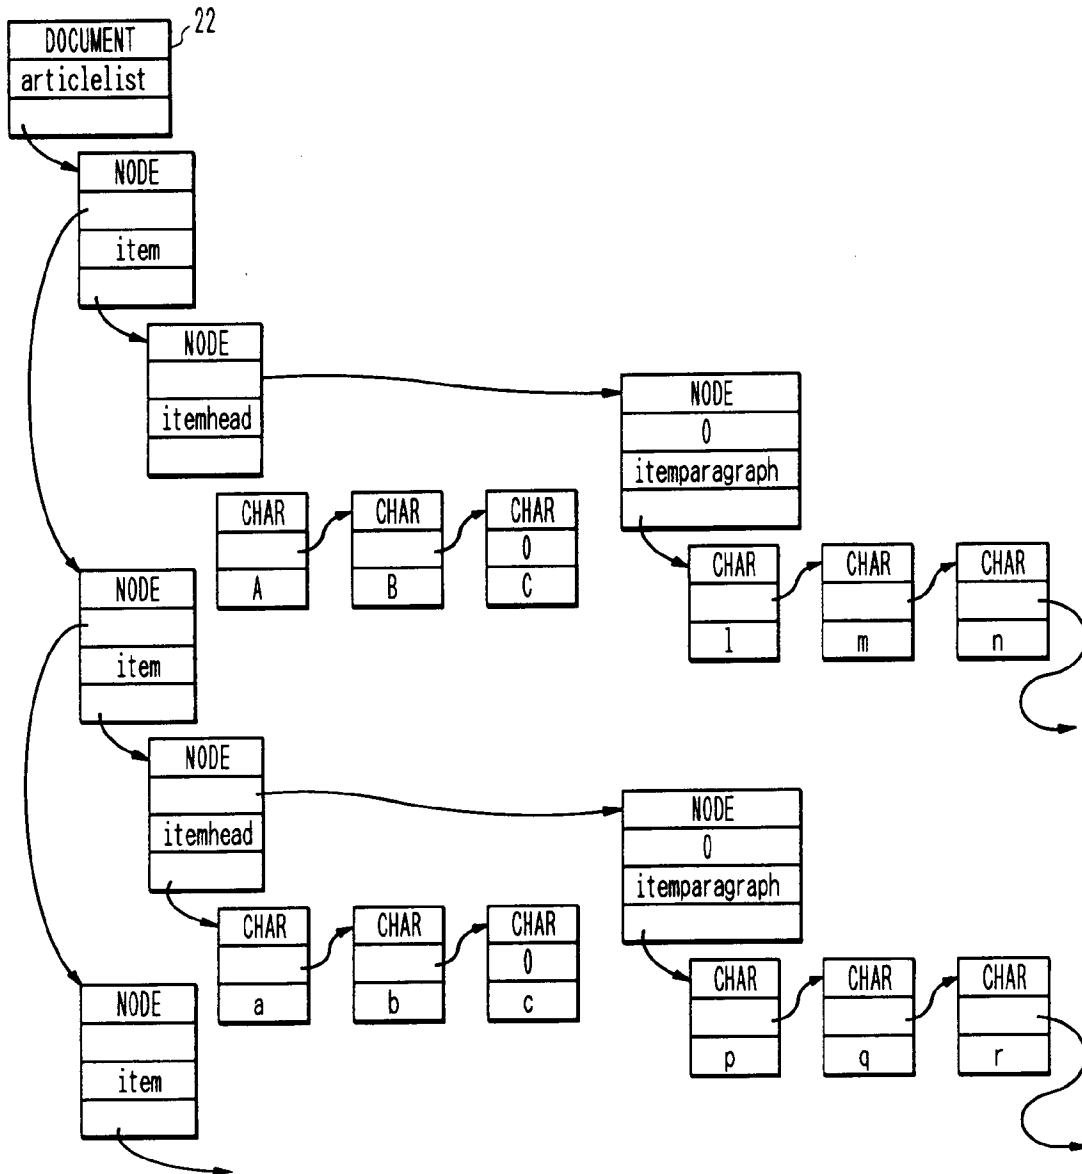 DOCUMENT 22
articlelist
NODE
item
NODE
itemhead
NODE
0
itemparagraph
CHAR CHAR CHAR
0
A B C
CHAR CHAR CHAR
l m n
NODE
item
NODE
itemhead
NODE
0
itemparagraph
CHAR CHAR CHAR
0
a b c
CHAR CHAR CHAR
p q r
NODE
item